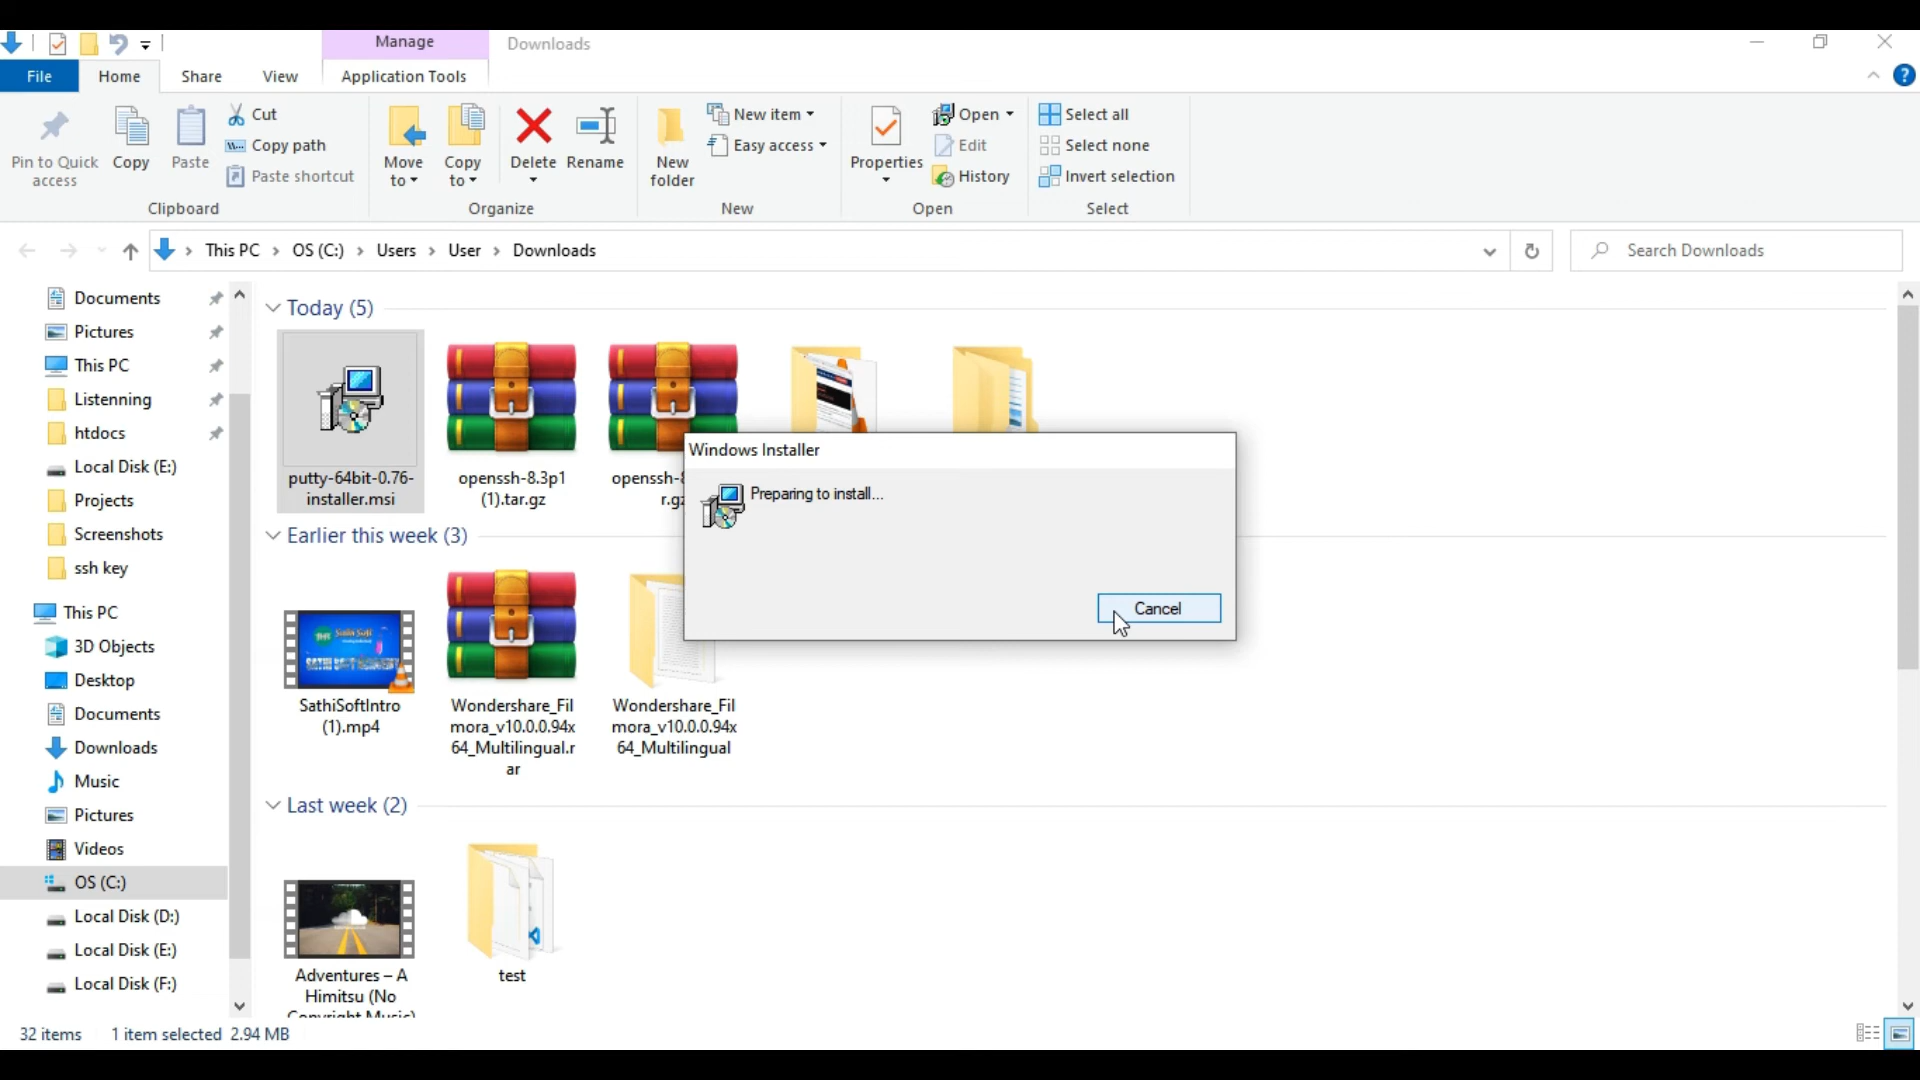 Manage
Downloads
File
Home
Share
View
Application Tools
Pin to Quick
access
Copy
Paste
Cut
Copy path
Paste shortcut
Clipboard
Move
to
Copy
to
Delete
Rename
Organize
New
folder
New item
Easy access
New
Properties
Open
Edit
History
Open
Select all
Select none
Invert selection
Select
This PC > OS (C:) > Users > User > Downloads
Search Downloads
Documents
Pictures
This PC
Listening
htdocs
Local Disk (E:)
Projects
Screenshots
ssh key
This PC
3D Objects
Desktop
Documents
Downloads
Music
Pictures
Videos
OS (C:)
Local Disk (D:)
Local Disk (E:)
Local Disk (F:)
Today (5)
putty-64bit-0.76-
installer.msi
openssh-8.3p1
(1).tar.gz
Windows Installer
Preparing to install...
Cancel
Earlier this week (3)
SathiSoftIntro
(1).mp4
Wondershare_Fil
mora_v10.0.0.94x
64_Multilingual.r
ar
Wondershare_Fil
mora_v10.0.0.94x
64_Multilingual
Last week (2)
Adventures – A
Himitsu (No
Copyright Music)
test
32 items
1 item selected 2.94 MB